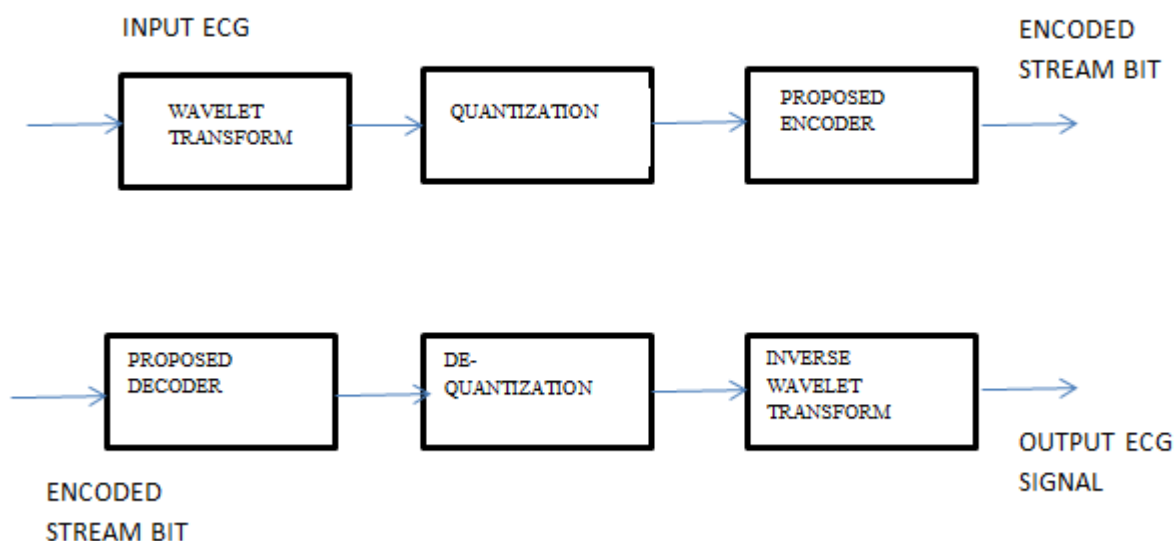 INPUT ECG
ENCODED
STREAM BIT
WAVELET
TRANSFORM
QUANTIZATION
PROPOSED
ENCODER
PROPOSED
DECODER
DE-
QUANTIZATION
INVERSE
WAVELET
TRANSFORM
ENCODED
STREAM BIT
OUTPUT ECG
SIGNAL